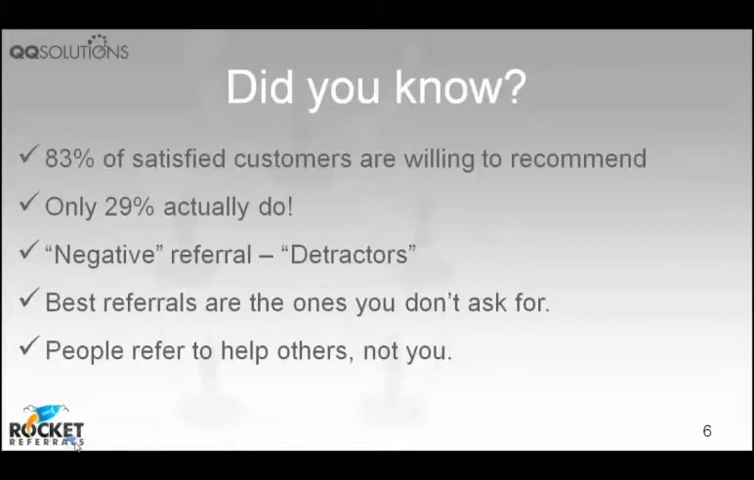 QQSOLUTIONS
Did you know?
✓ 83% of satisfied customers are willing to recommend
✓ Only 29% actually do!
✓ “Negative” referral – “Detractors”
✓ Best referrals are the ones you don’t ask for.
✓ People refer to help others, not you.
ROCKET
REFERRALS
6